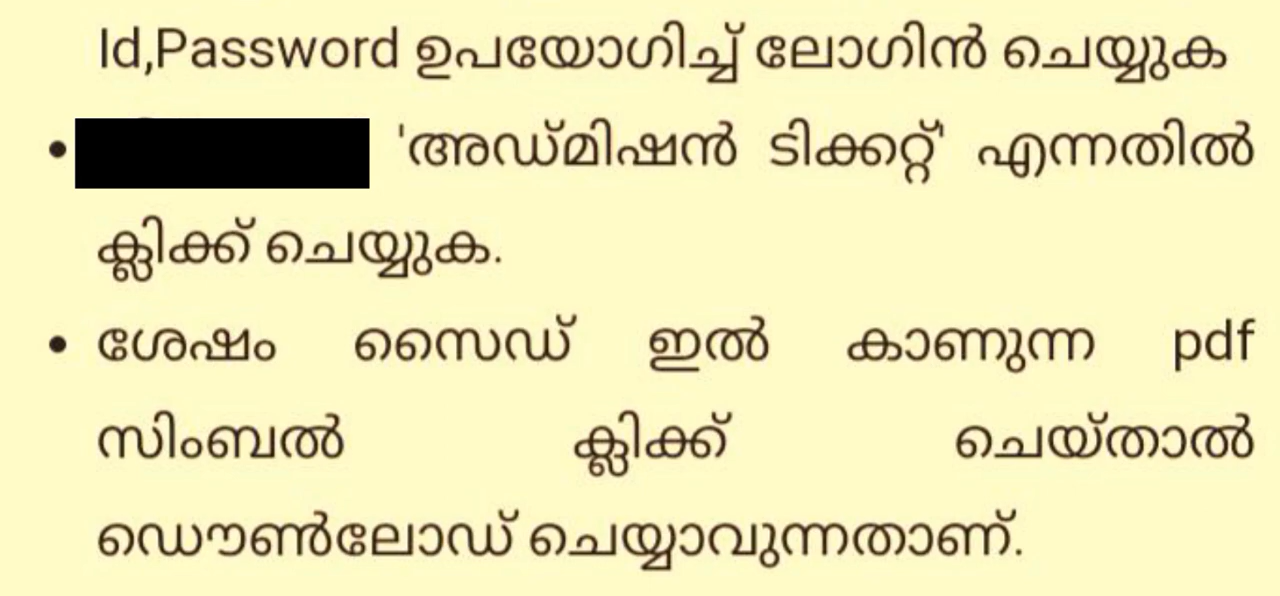 Id,Password ഉപയോഗിച്ച് ലോഗിൻ ചെയ്യുക
• 'അഡ്മിഷൻ ടിക്കറ്റ്' എന്നതിൽ
ക്ലിക്ക് ചെയ്യുക.
• ശേഷം സൈഡ് ഇൽ കാണുന്ന pdf
സിംബൽ ക്ലിക്ക് ചെയ്താൽ
ഡൌൺലോഡ് ചെയ്യാവുന്നതാണ്.